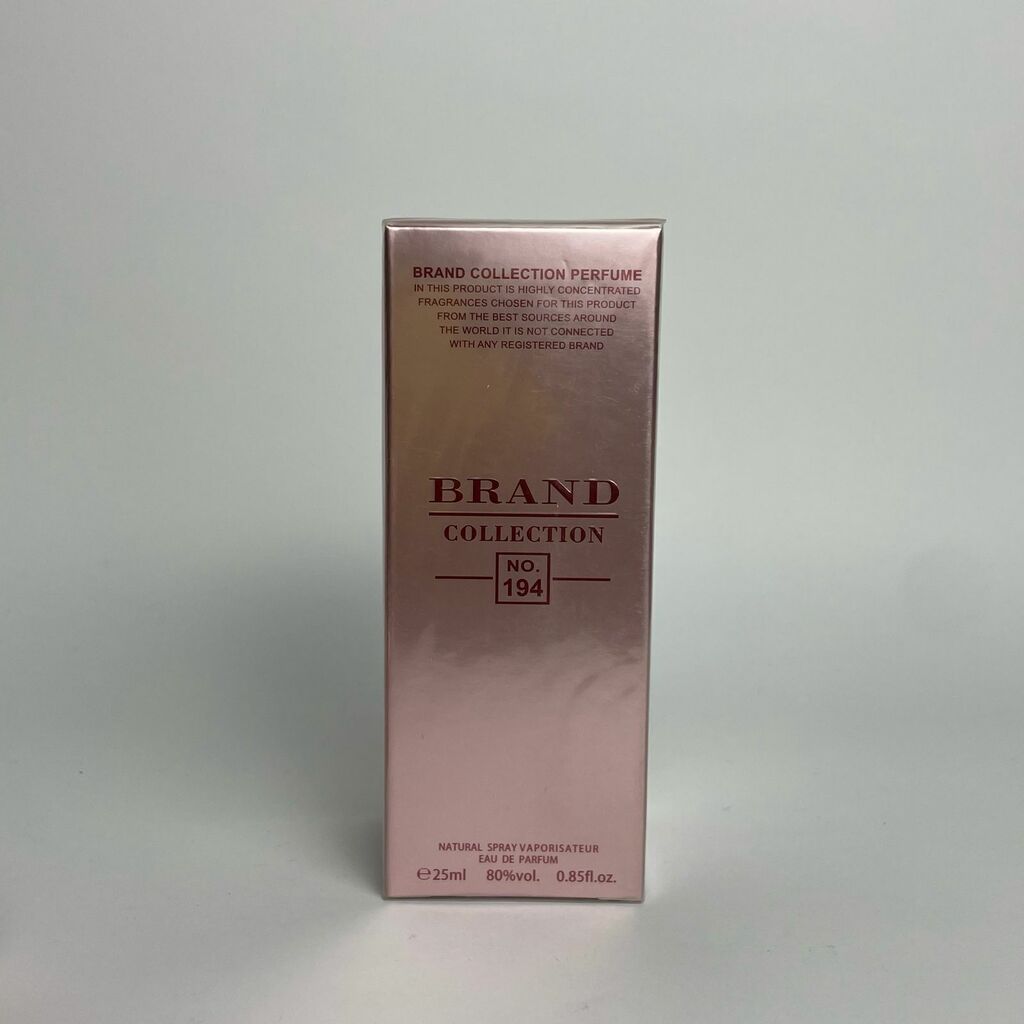 BRAND COLLECTION PERFUME
IN THIS PRODUCT IS HIGHLY CONCENTRATED
FRAGRANCES CHOSEN FOR THIS PRODUCT
FROM THE BEST SOURCES AROUND
THE WORLD IT IS NOT CONNECTED
WITH ANY REGISTERED BRAND
BRAND
COLLECTION
NO.
194
NATURAL SPRAY VAPORISATEUR
EAU DE PARFUM
℮25ml 80%vol. 0.85fl.oz.